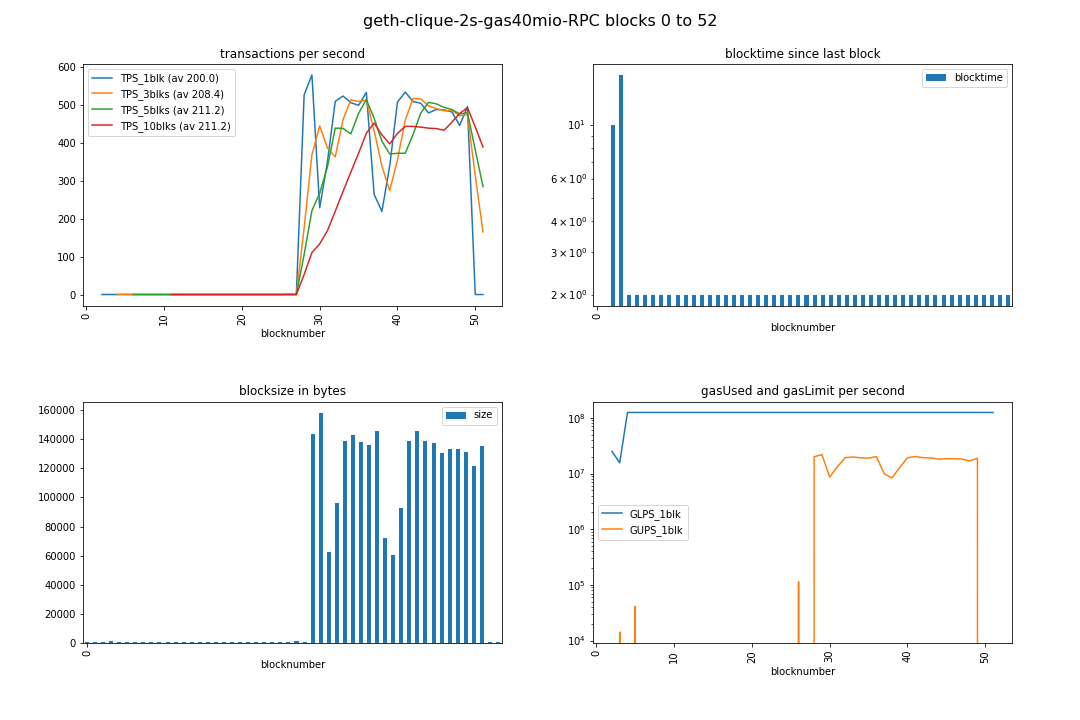 geth-clique-2s-gas40mio-RPC blocks 0 to 52
transactions per second
600
500
400
300
200
100
0
TPS_1blk (av 200.0)
TPS_3blks (av 208.4)
TPS_5blks (av 211.2)
TPS_10blks (av 211.2)
0
10
20
30
40
50
blocknumber
blocktime since last block
10¹
6 × 10⁰
4 × 10⁰
3 × 10⁰
2 × 10⁰
blocktime
0
blocknumber
blocksize in bytes
160000
140000
120000
100000
80000
60000
40000
20000
0
size
0
blocknumber
gasUsed and gasLimit per second
10⁸
10⁷
10⁶
10⁵
10⁴
GLPS_1blk
GUPS_1blk
0
10
20
30
40
50
blocknumber